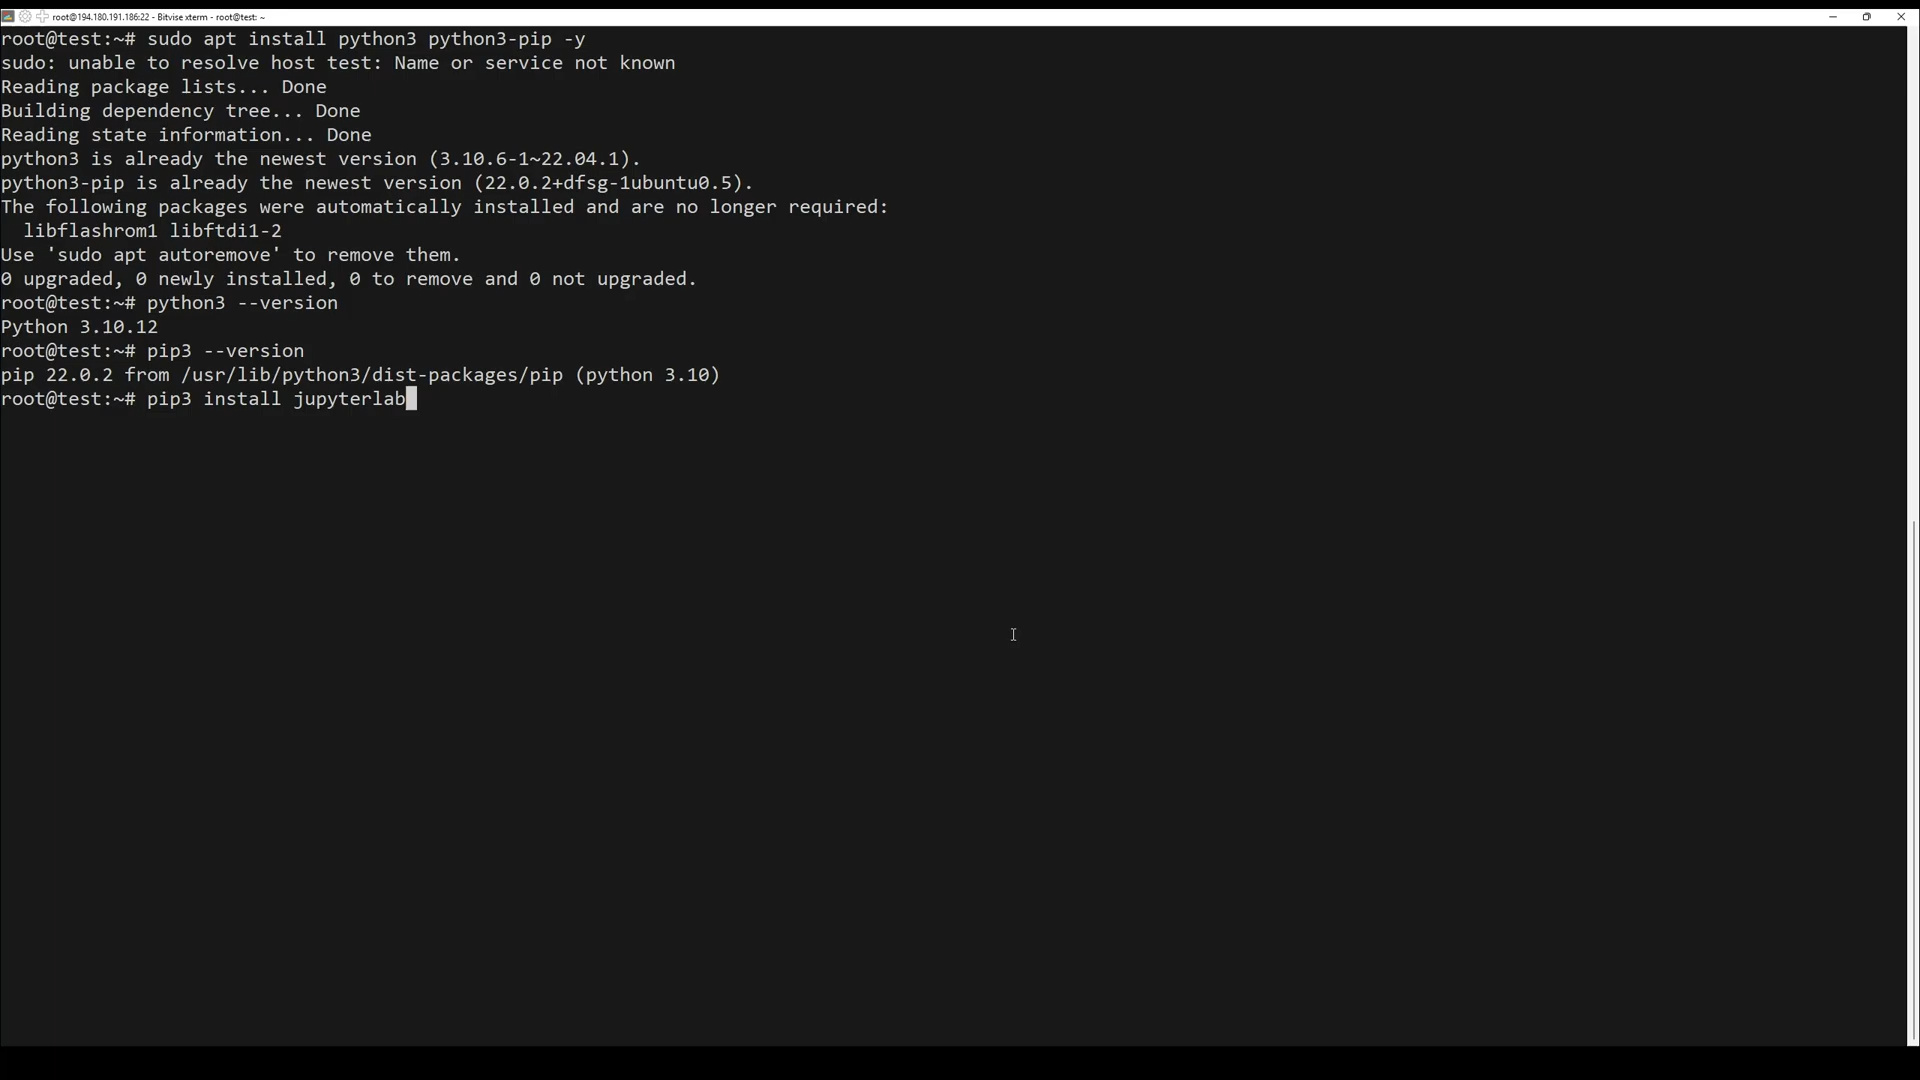 root@194.180.191.186:22 - Bitvise xterm - root@test: ~
root@test:~# sudo apt install python3 python3-pip -y
sudo: unable to resolve host test: Name or service not known
Reading package lists... Done
Building dependency tree... Done
Reading state information... Done
python3 is already the newest version (3.10.6-1~22.04.1).
python3-pip is already the newest version (22.0.2+dfsg-1ubuntu0.5).
The following packages were automatically installed and are no longer required:
  libflashrom1 libftdi1-2
Use 'sudo apt autoremove' to remove them.
0 upgraded, 0 newly installed, 0 to remove and 0 not upgraded.
root@test:~# python3 --version
Python 3.10.12
root@test:~# pip3 --version
pip 22.0.2 from /usr/lib/python3/dist-packages/pip (python 3.10)
root@test:~# pip3 install jupyterlab